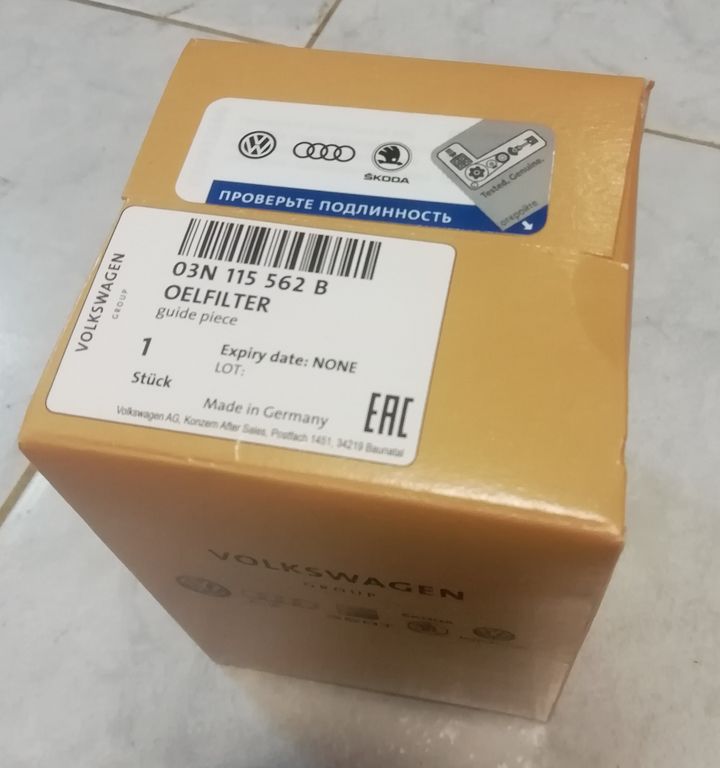 ŠKODA
Tested. Genuine.
откройте
ПРОВЕРЬТЕ ПОДЛИННОСТЬ
VOLKSWAGEN
GROUP
03N 115 562 B
OELFILTER
guide piece
1
Stück
Expiry date: NONE
LOT:
Made in Germany
EAC
Volkswagen AG, Konzern After Sales, Postfach 1451, 34219 Baunatal
VOLKSWAGEN
GROUP